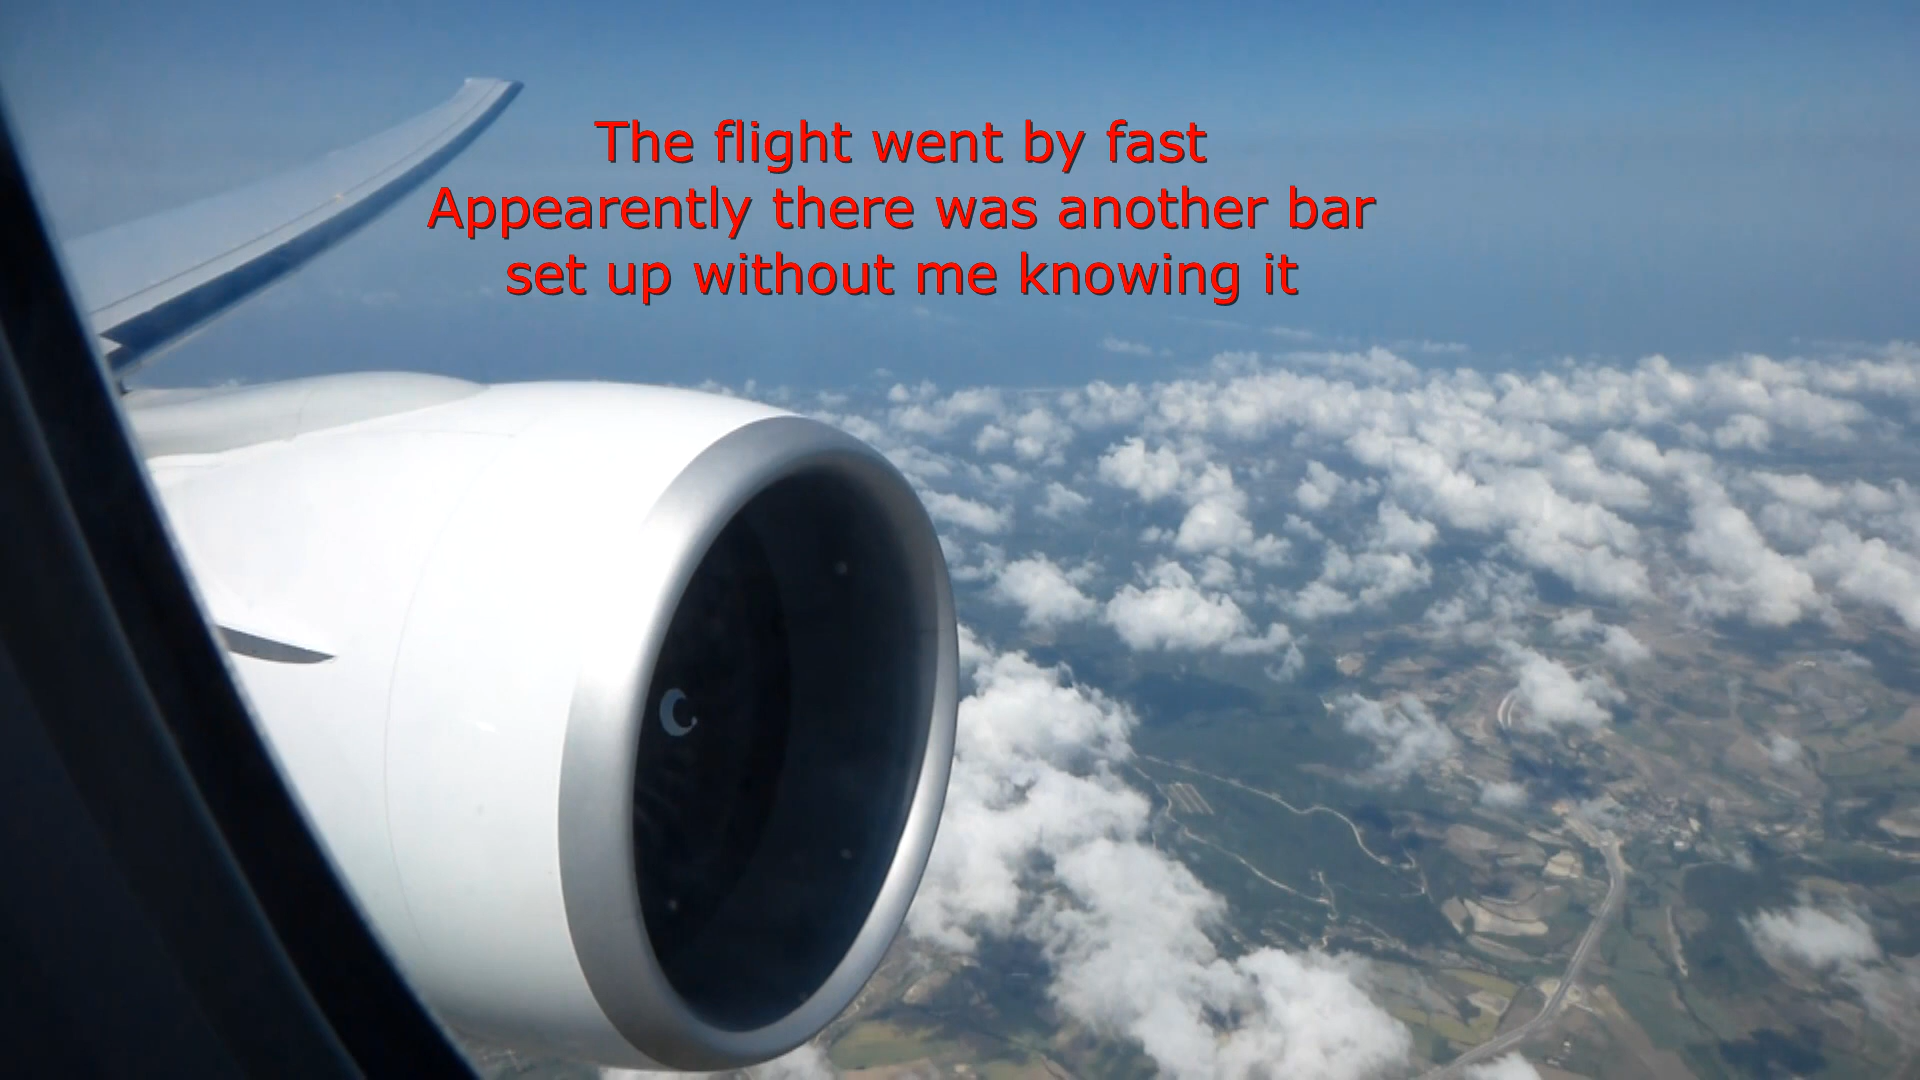 The flight went by fast
Appearently there was another bar
set up without me knowing it